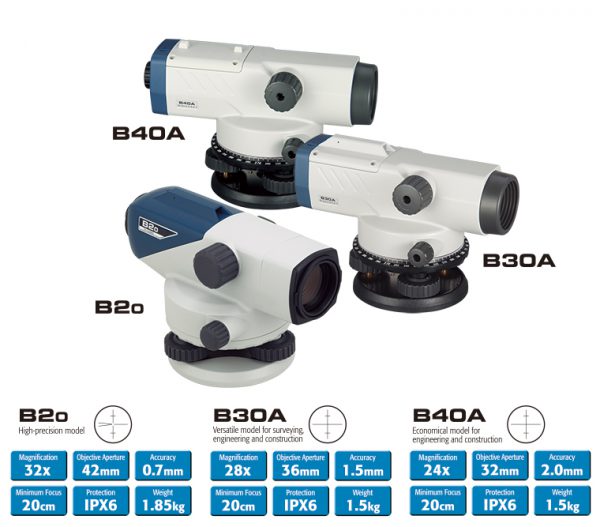 B40A
B40A
B30A
B30A
B20
B20
B20
High-precision model
Magnification
32x
Objective Aperture
42mm
Accuracy
0.7mm
Minimum Focus
20cm
Protection
IPX6
Weight
1.85kg
B30A
Versatile model for surveying,
engineering and construction
Magnification
28x
Objective Aperture
36mm
Accuracy
1.5mm
Minimum Focus
20cm
Protection
IPX6
Weight
1.5kg
B40A
Economical model for
engineering and construction
Magnification
24x
Objective Aperture
32mm
Accuracy
2.0mm
Minimum Focus
20cm
Protection
IPX6
Weight
1.5kg